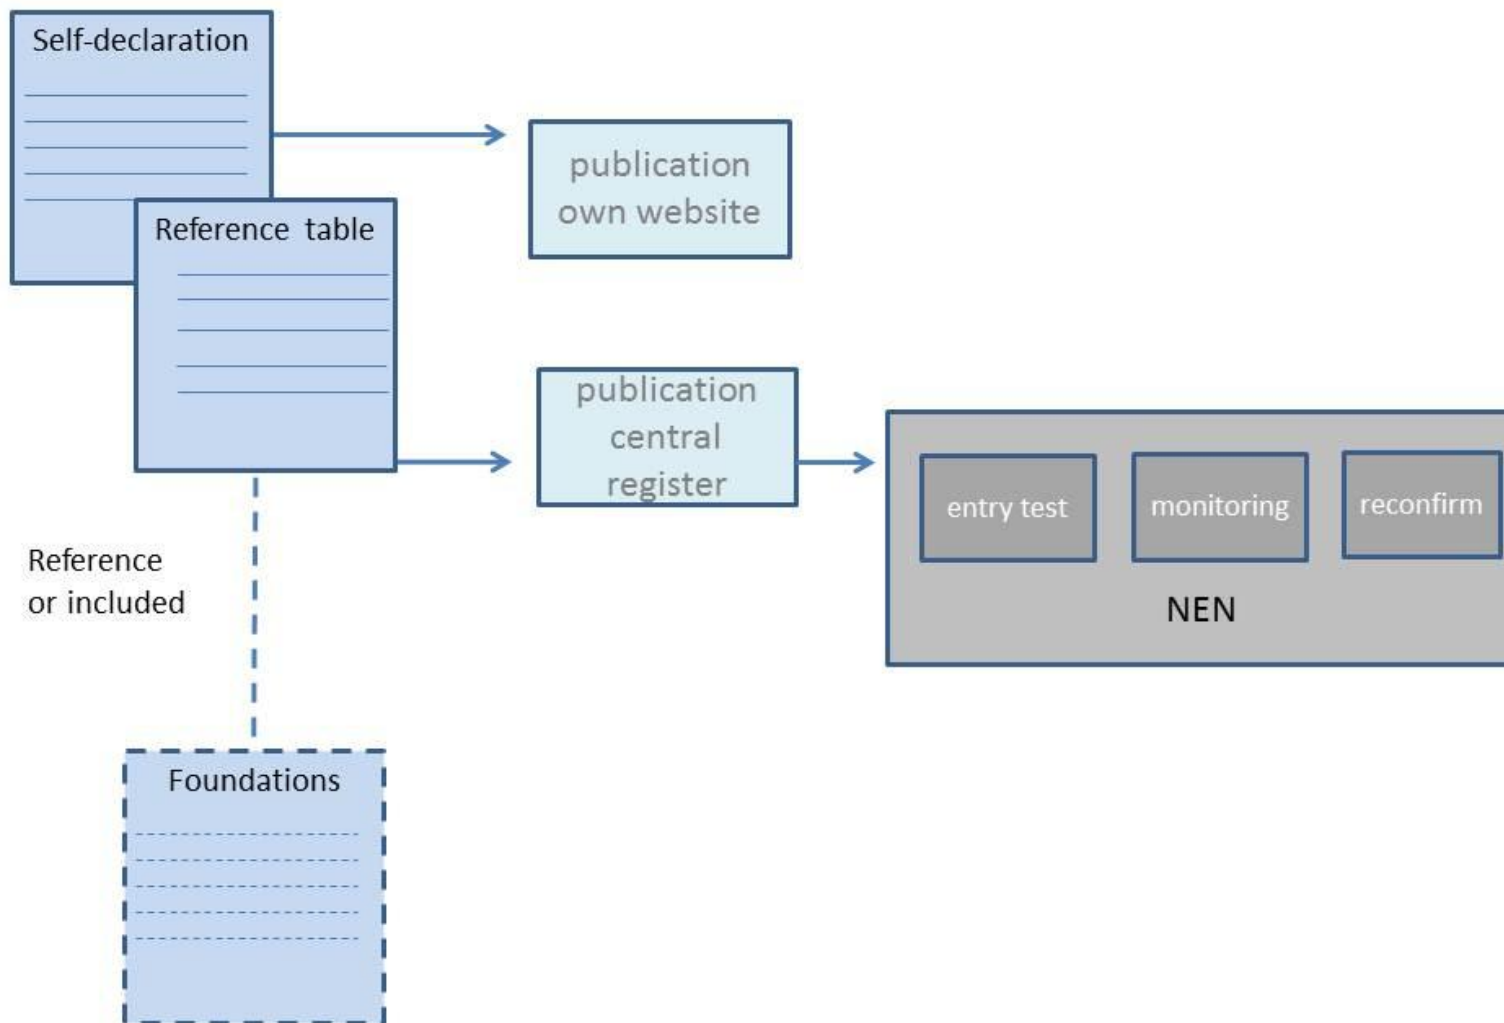 Self-declaration
Reference table
publication
own website
publication
central
register
entry test
monitoring
reconfirm
NEN
Reference
or included
Foundations